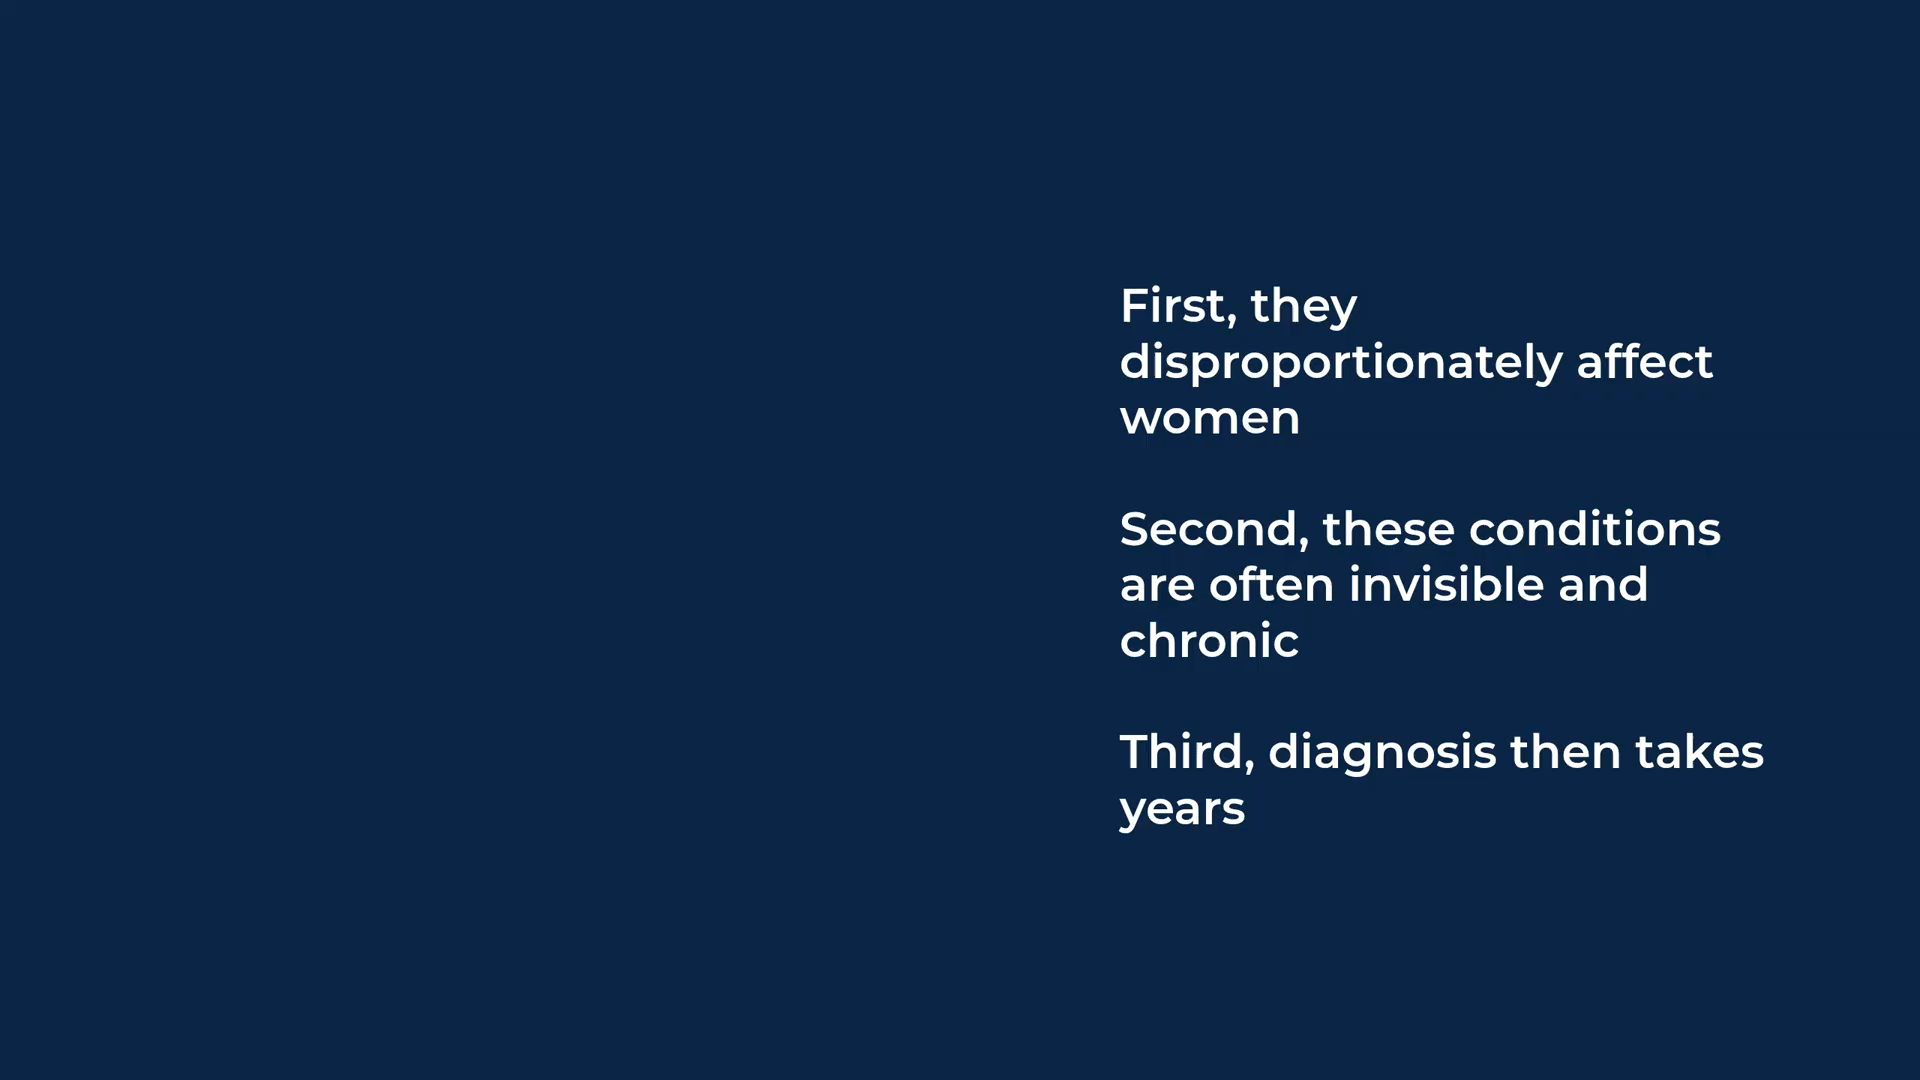 First, they
disproportionately affect
women
Second, these conditions
are often invisible and
chronic
Third, diagnosis then takes
years